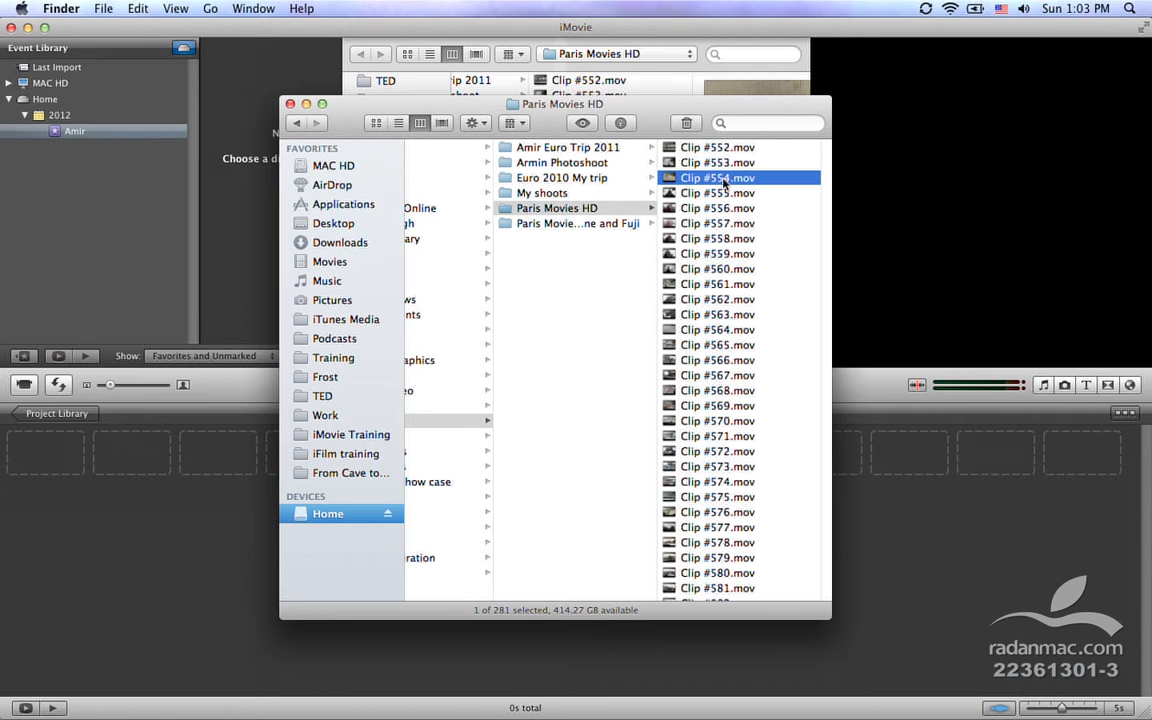 Finder File Edit View Go Window Help
Sun 1:03 PM
iMovie
Event Library
Last Import
MAC HD
Home
2012
Amir
Choose a d
Show: Favorites and Unmarked
Project Library
0s total
5s
Paris Movies HD
TED
rip 2011
Clip #552.mov
Paris Movies HD
FAVORITES
MAC HD
AirDrop
Applications
Desktop
Downloads
Movies
Music
Pictures
iTunes Media
Podcasts
Training
Frost
TED
Work
iMovie Training
iFilm training
From Cave to...
DEVICES
Home
Online
gh
ary
ws
nts
graphics
eo
how case
eration
Amir Euro Trip 2011
Armin Photoshoot
Euro 2010 My trip
My shoots
Paris Movies HD
Paris Movie...ne and Fuji
Clip #552.mov
Clip #553.mov
Clip #554.mov
Clip #555.mov
Clip #556.mov
Clip #557.mov
Clip #558.mov
Clip #559.mov
Clip #560.mov
Clip #561.mov
Clip #562.mov
Clip #563.mov
Clip #564.mov
Clip #565.mov
Clip #566.mov
Clip #567.mov
Clip #568.mov
Clip #569.mov
Clip #570.mov
Clip #571.mov
Clip #572.mov
Clip #573.mov
Clip #574.mov
Clip #575.mov
Clip #576.mov
Clip #577.mov
Clip #578.mov
Clip #579.mov
Clip #580.mov
Clip #581.mov
1 of 281 selected, 414.27 GB available
radanmac.com
22361301-3